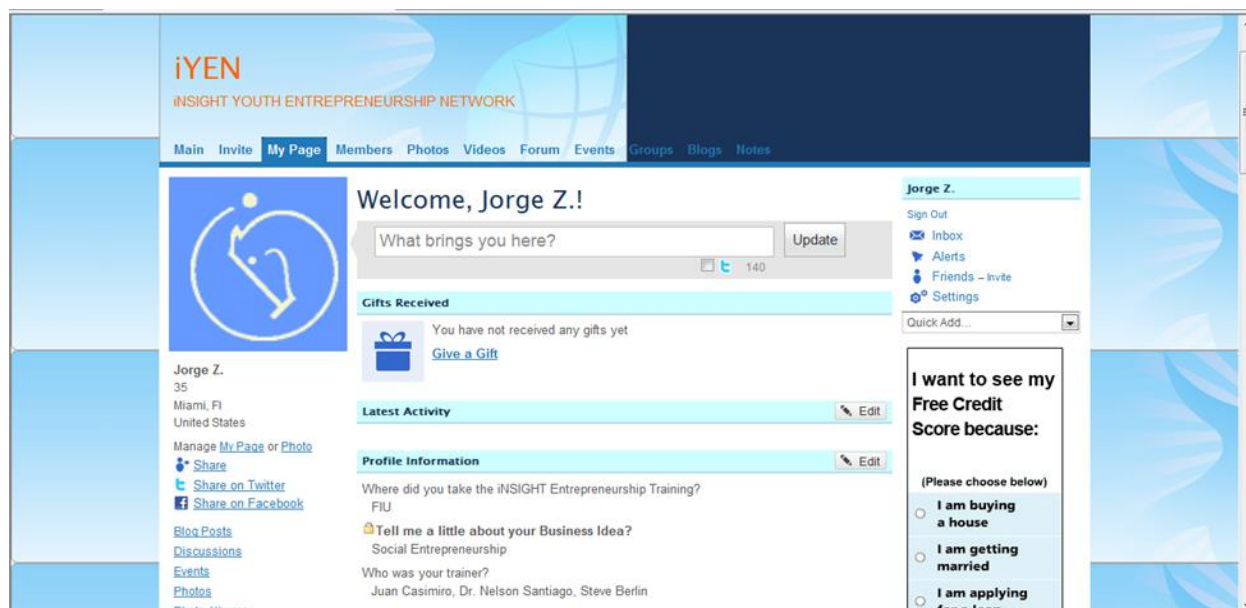 iYEN
iNSIGHT YOUTH ENTREPRENEURSHIP NETWORK
Main Invite My Page Members Photos Videos Forum Events Groups Blogs Notes
Welcome, Jorge Z.!
What brings you here?
Update
140
Gifts Received
You have not received any gifts yet
Give a Gift
Latest Activity
Edit
Profile Information
Edit
Where did you take the iNSIGHT Entrepreneurship Training?
FIU
Tell me a little about your Business Idea?
Social Entrepreneurship
Who was your trainer?
Juan Casimiro, Dr. Nelson Santiago, Steve Berlin
Jorge Z.
35
Miami, Fl
United States
Manage My Page or Photo
Share
Share on Twitter
Share on Facebook
Blog Posts
Discussions
Events
Photos
Jorge Z.
Sign Out
Inbox
Alerts
Friends – Invite
Settings
Quick Add...
I want to see my
Free Credit
Score because:
(Please choose below)
I am buying
a house
I am getting
married
I am applying